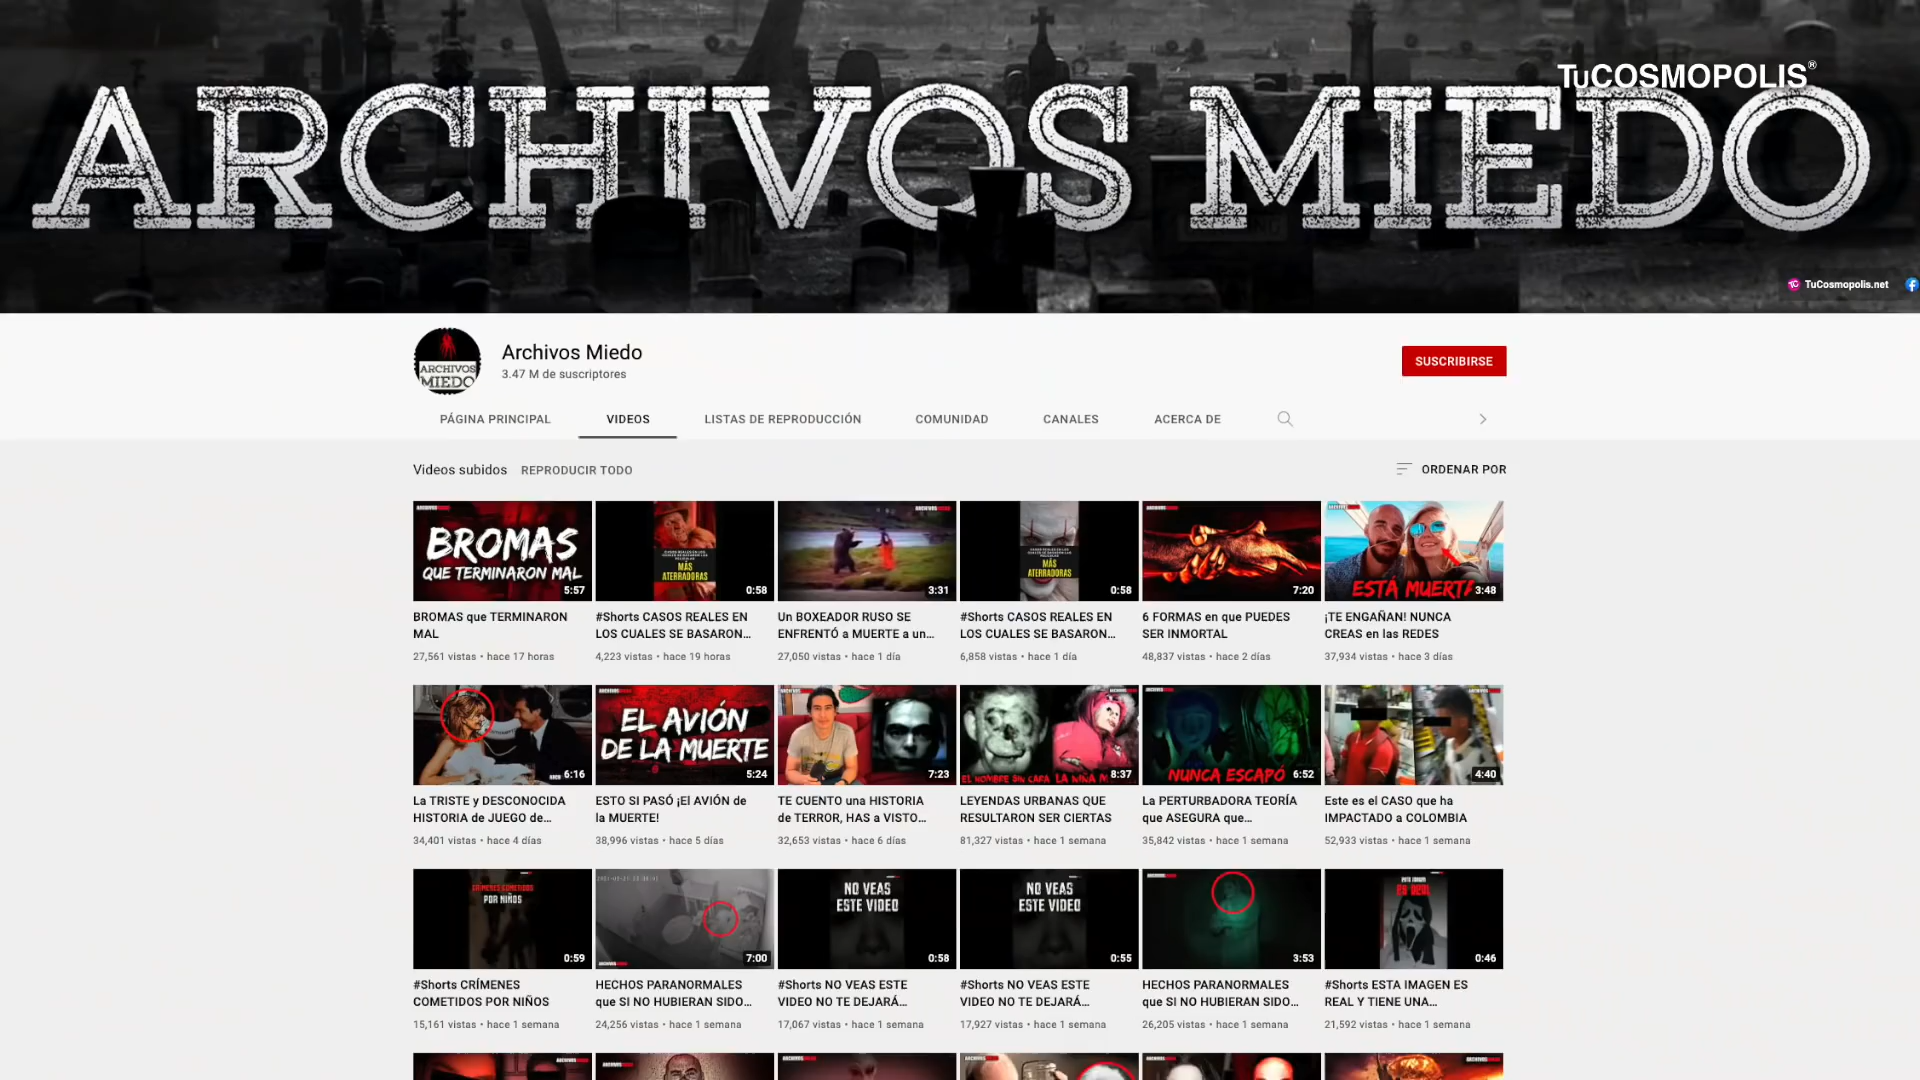 ARCHIVOS MIEDO
TuCOSMOPOLIS®
TuCosmopolis.net
ARCHIVOS
MIEDO
Archivos Miedo
3.47 M de suscriptores
SUSCRIBIRSE
PÁGINA PRINCIPAL VIDEOS LISTAS DE REPRODUCCIÓN COMUNIDAD CANALES ACERCA DE
Videos subidos REPRODUCIR TODO
ORDENAR POR
BROMAS
QUE TERMINARON MAL
5:57
MÁS
ATERRADORAS
0:58
3:31
MÁS
ATERRADORAS
0:58
7:20
ESTÁ MUERTA
3:48
BROMAS que TERMINARON
MAL
27,561 vistas • hace 17 horas
#Shorts CASOS REALES EN
LOS CUALES SE BASARON...
4,223 vistas • hace 19 horas
Un BOXEADOR RUSO SE
ENFRENTÓ a MUERTE a un...
27,050 vistas • hace 1 día
#Shorts CASOS REALES EN
LOS CUALES SE BASARON...
6,858 vistas • hace 1 día
6 FORMAS en que PUEDES
SER INMORTAL
48,837 vistas • hace 2 días
¡TE ENGAÑAN! NUNCA
CREAS en las REDES
37,934 vistas • hace 3 días
6:16
EL AVIÓN
DE LA MUERTE
5:24
7:23
EL HOMBRE SIN CARA LA NIÑA M
8:37
NUNCA ESCAPÓ
6:52
4:40
La TRISTE y DESCONOCIDA
HISTORIA de JUEGO de...
34,401 vistas • hace 4 días
ESTO SI PASÓ ¡El AVIÓN de
la MUERTE!
38,996 vistas • hace 5 días
TE CUENTO una HISTORIA
de TERROR, HAS a VISTO...
32,653 vistas • hace 6 días
LEYENDAS URBANAS QUE
RESULTARON SER CIERTAS
81,327 vistas • hace 1 semana
La PERTURBADORA TEORÍA
que ASEGURA que...
35,842 vistas • hace 1 semana
Este es el CASO que ha
IMPACTADO a COLOMBIA
52,933 vistas • hace 1 semana
CRÍMENES COMETIDOS
POR NIÑOS
0:59
7:00
NO VEAS
ESTE VIDEO
0:58
NO VEAS
ESTE VIDEO
0:55
3:53
ESTA IMAGEN
ES REAL
0:46
#Shorts CRÍMENES
COMETIDOS POR NIÑOS
15,161 vistas • hace 1 semana
HECHOS PARANORMALES
que SI NO HUBIERAN SIDO...
24,256 vistas • hace 1 semana
#Shorts NO VEAS ESTE
VIDEO NO TE DEJARÁ...
17,067 vistas • hace 1 semana
#Shorts NO VEAS ESTE
VIDEO NO TE DEJARÁ...
17,927 vistas • hace 1 semana
HECHOS PARANORMALES
que SI NO HUBIERAN SIDO...
26,205 vistas • hace 1 semana
#Shorts ESTA IMAGEN ES
REAL Y TIENE UNA...
21,592 vistas • hace 1 semana